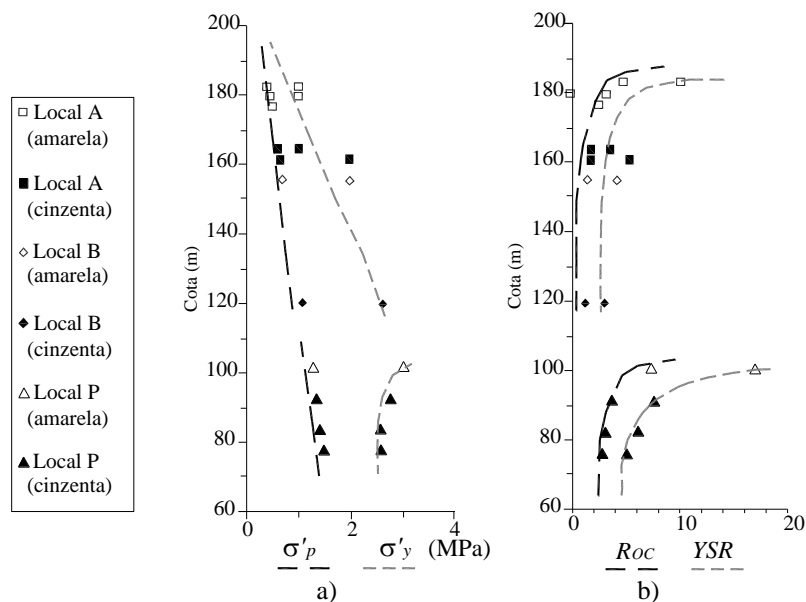 Local A
(amarela)
Local A
(cinzenta)
Local B
(amarela)
Local B
(cinzenta)
Local P
(amarela)
Local P
(cinzenta)
Cota (m)
200
180
160
140
120
100
80
60
0 2 4
σ'p σ'y (MPa)
a)
Cota (m)
200
180
160
140
120
100
80
60
0 10 20
Roc YSR
b)